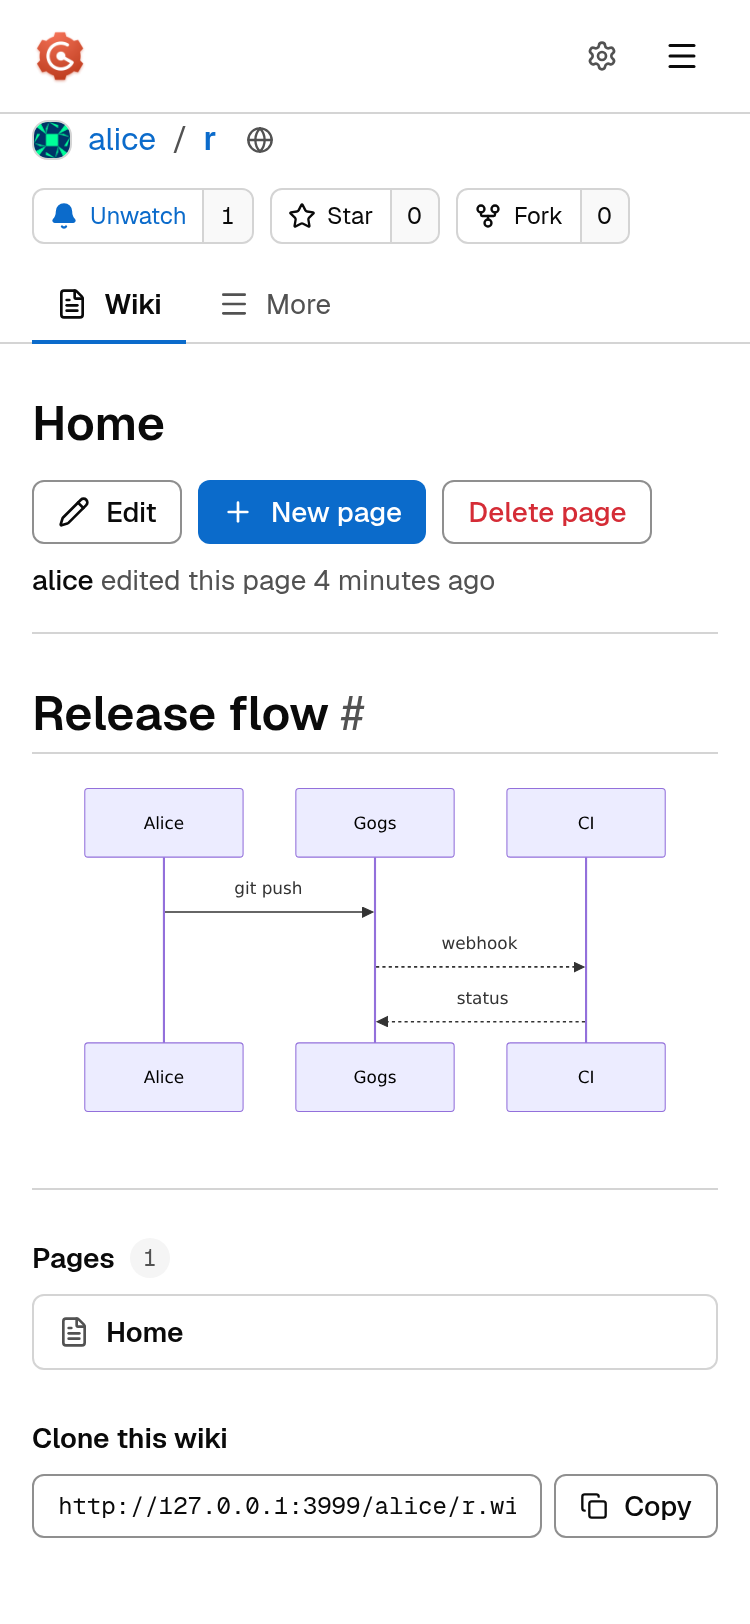 alice / r
Unwatch 1 Star 0 Fork 0
Wiki More
Home
Edit New page Delete page
alice edited this page 4 minutes ago
Release flow #
Alice Gogs CI
git push
webhook
status
Alice Gogs CI
Pages 1
Home
Clone this wiki
http://127.0.0.1:3999/alice/r.wi Copy